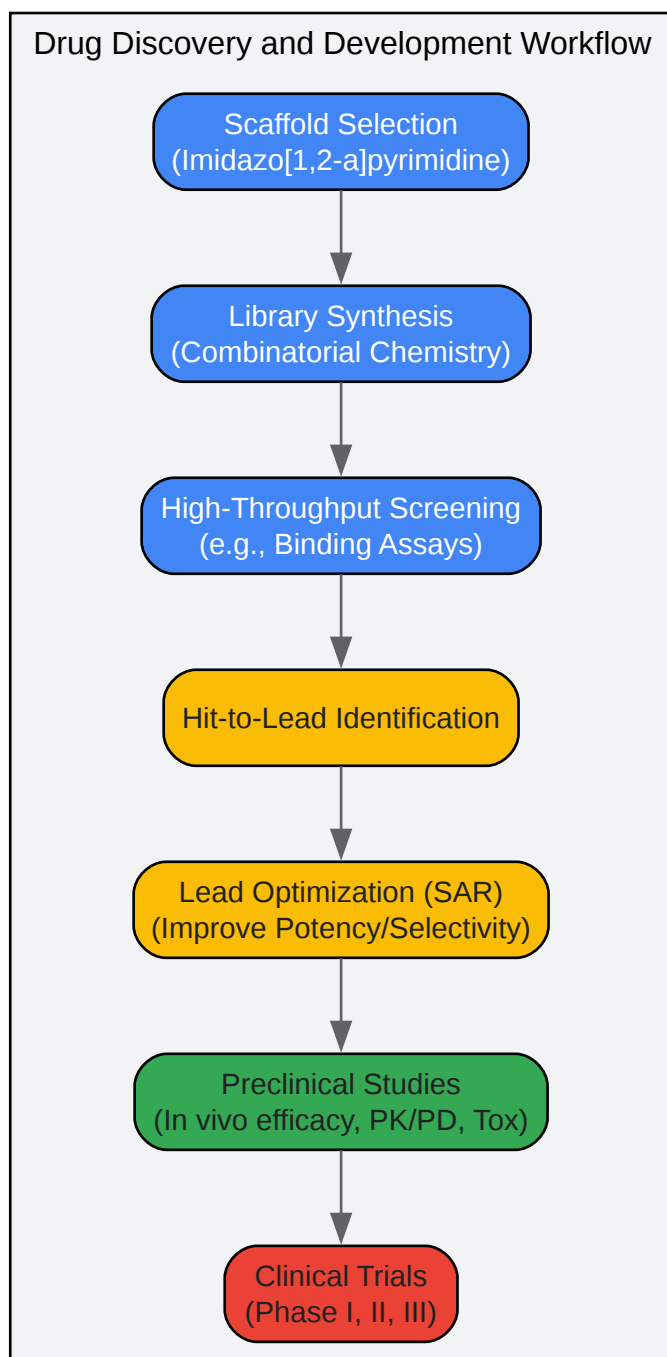 Drug Discovery and Development Workflow
Scaffold Selection
(Imidazo[1,2-a]pyrimidine)
Library Synthesis
(Combinatorial Chemistry)
High-Throughput Screening
(e.g., Binding Assays)
Hit-to-Lead Identification
Lead Optimization (SAR)
(Improve Potency/Selectivity)
Preclinical Studies
(In vivo efficacy, PK/PD, Tox)
Clinical Trials
(Phase I, II, III)